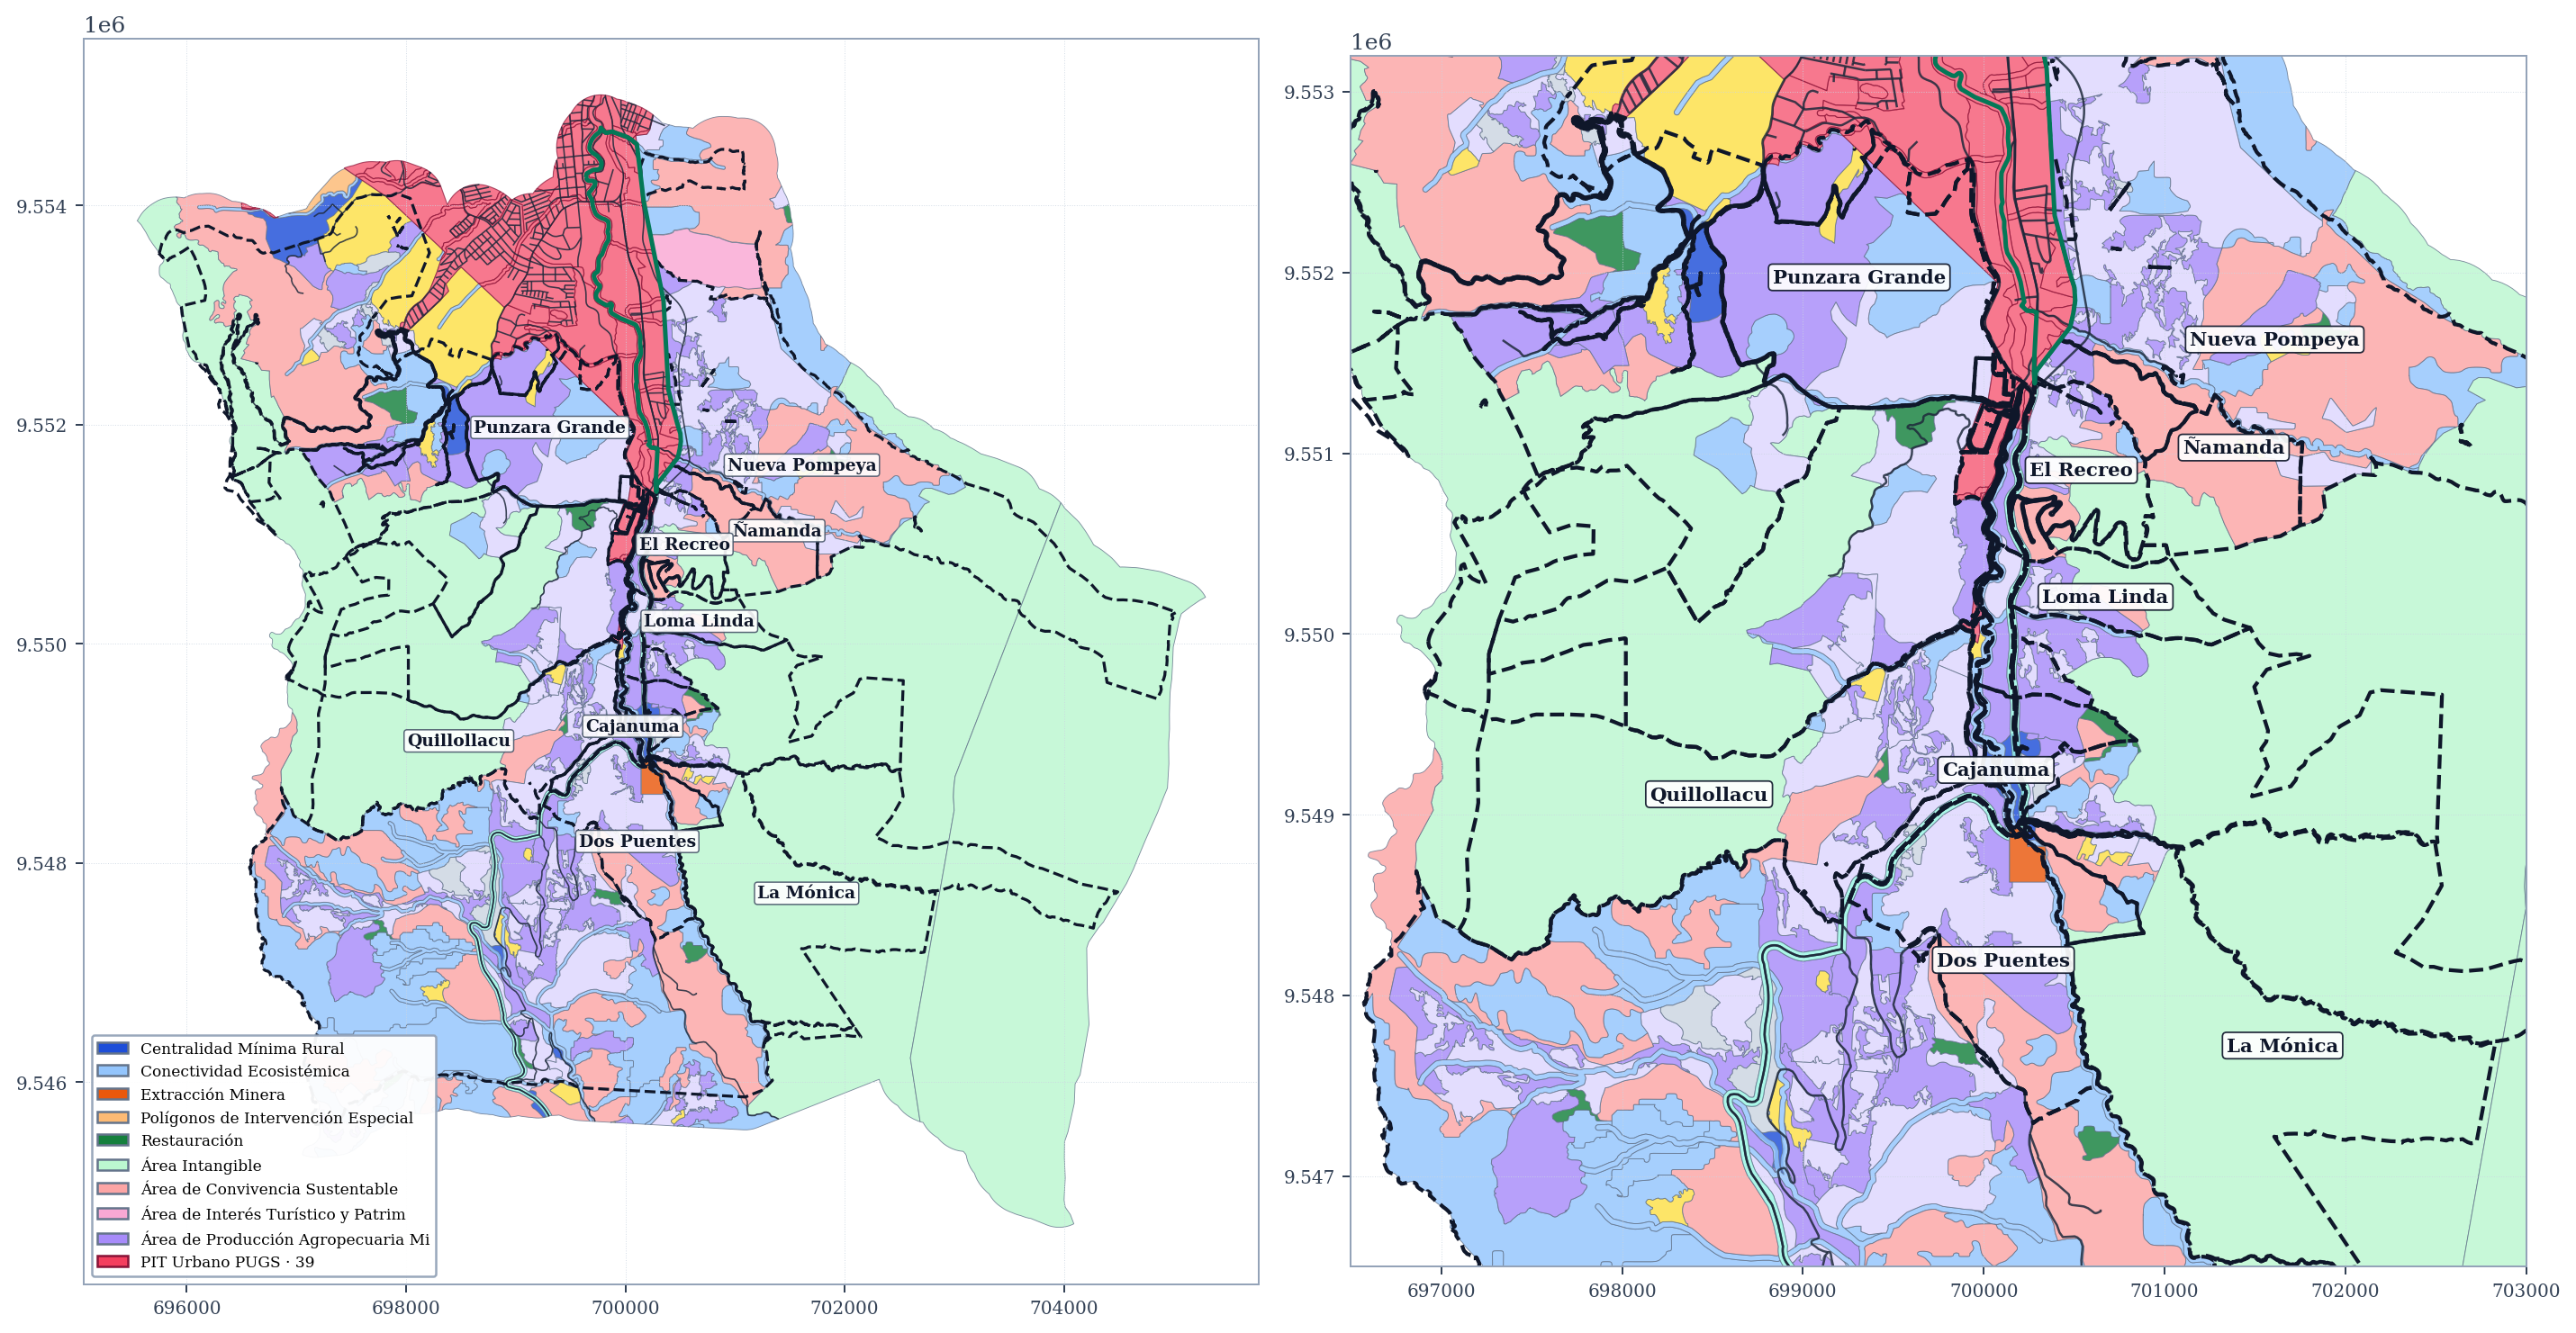 1e6
9.554
9.552
9.550
9.548
9.546
696000
698000
700000
702000
704000
Punzara Grande
Nueva Pompeya
Ñamanda
El Recreo
Loma Linda
Cajanuma
Quillollacu
Dos Puentes
La Mónica
Centralidad Mínima Rural
Conectividad Ecosistémica
Extracción Minera
Polígonos de Intervención Especial
Restauración
Área Intangible
Área de Convivencia Sustentable
Área de Interés Turístico y Patrim
Área de Producción Agropecuaria Mi
PIT Urbano PUGS · 39
1e6
9.553
9.552
9.551
9.550
9.549
9.548
9.547
697000
698000
699000
700000
701000
702000
703000
Punzara Grande
Nueva Pompeya
Ñamanda
El Recreo
Loma Linda
Cajanuma
Quillollacu
Dos Puentes
La Mónica